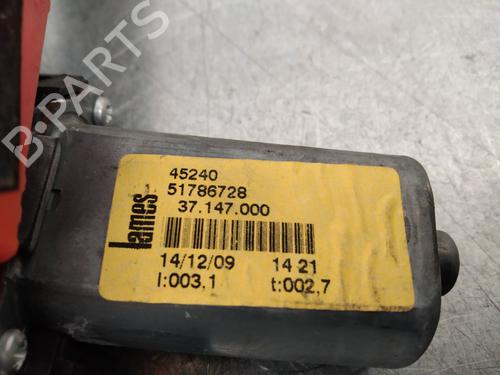 B-PARTS
lames
45240
51786728
37.147.000
14/12/09 14 21
I:003,1 t:002,7